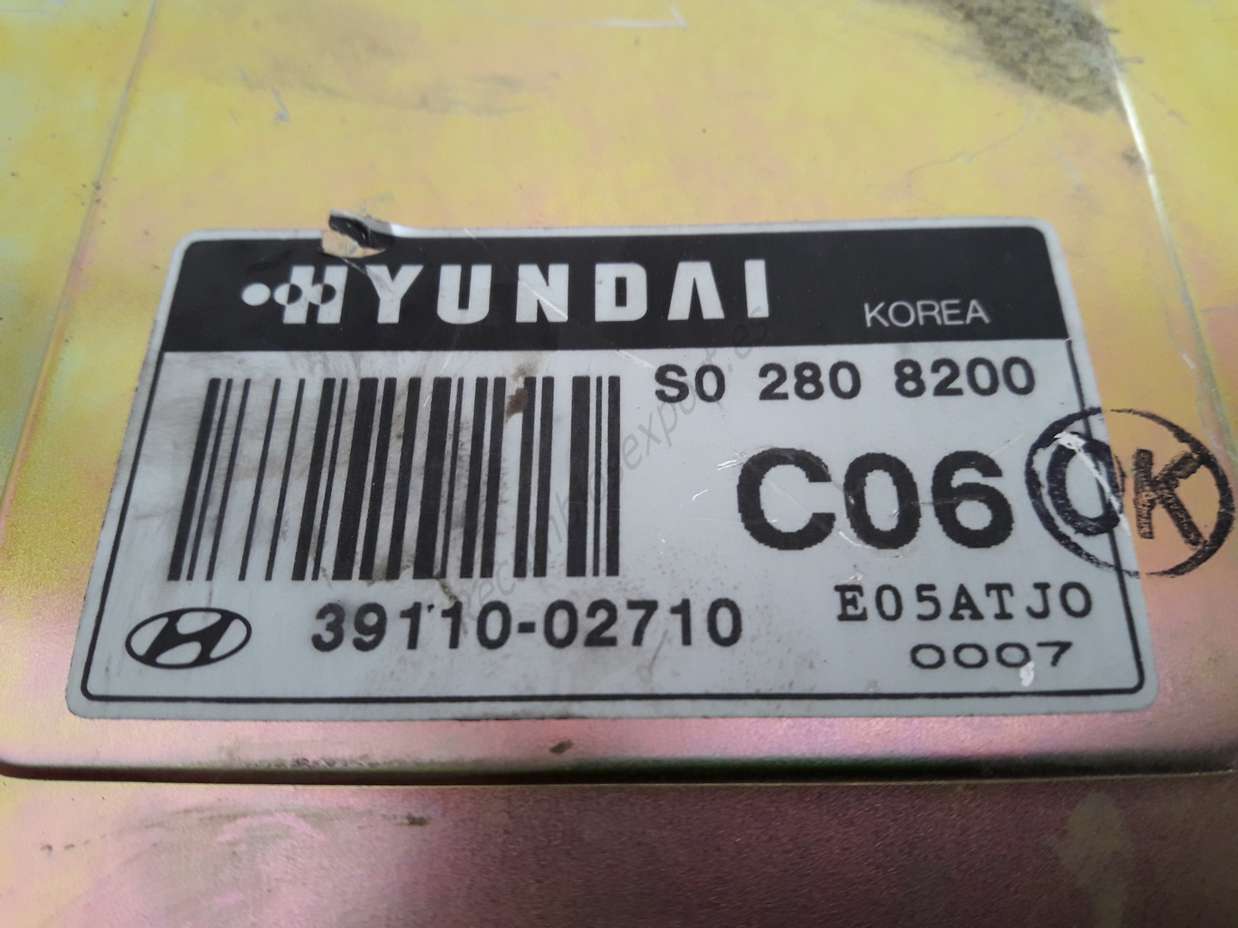 HYUNDAI
KOREA
S0 280 8200
C06
OK
39110-02710
E05ATJ0
0007